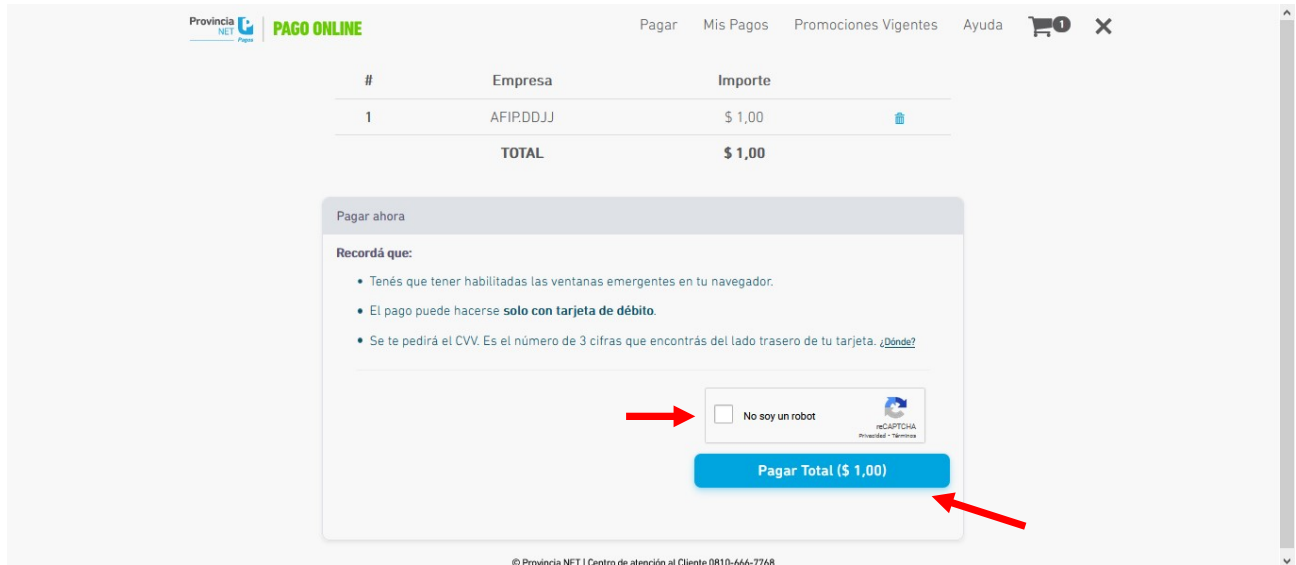 Provincia NET Pagos
PAGO ONLINE
Pagar Mis Pagos Promociones Vigentes Ayuda 1
# Empresa Importe
1 AFIP.DDJJ $ 1,00
TOTAL $ 1,00
Pagar ahora
Recordá que:
• Tenés que tener habilitadas las ventanas emergentes en tu navegador.
• El pago puede hacerse solo con tarjeta de débito.
• Se te pedirá el CVV. Es el número de 3 cifras que encontrás del lado trasero de tu tarjeta. ¿Dónde?
No soy un robot
reCAPTCHA
Privacidad - Términos
Pagar Total ($ 1,00)
© Provincia NET | Centro de atención al Cliente 0810-666-7768